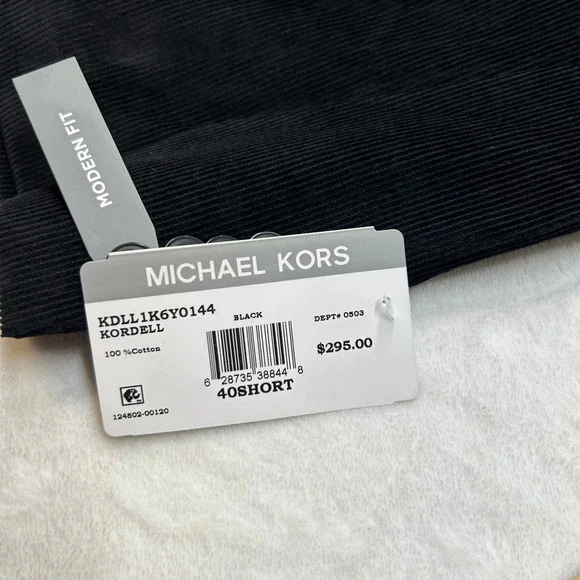 MODERN FIT
MICHAEL KORS
KDLL1K6Y0144
KORDELL
BLACK
DEPT# 0503
100 %Cotton
$295.00
6 28735 38844 8
40SHORT
124502-00120